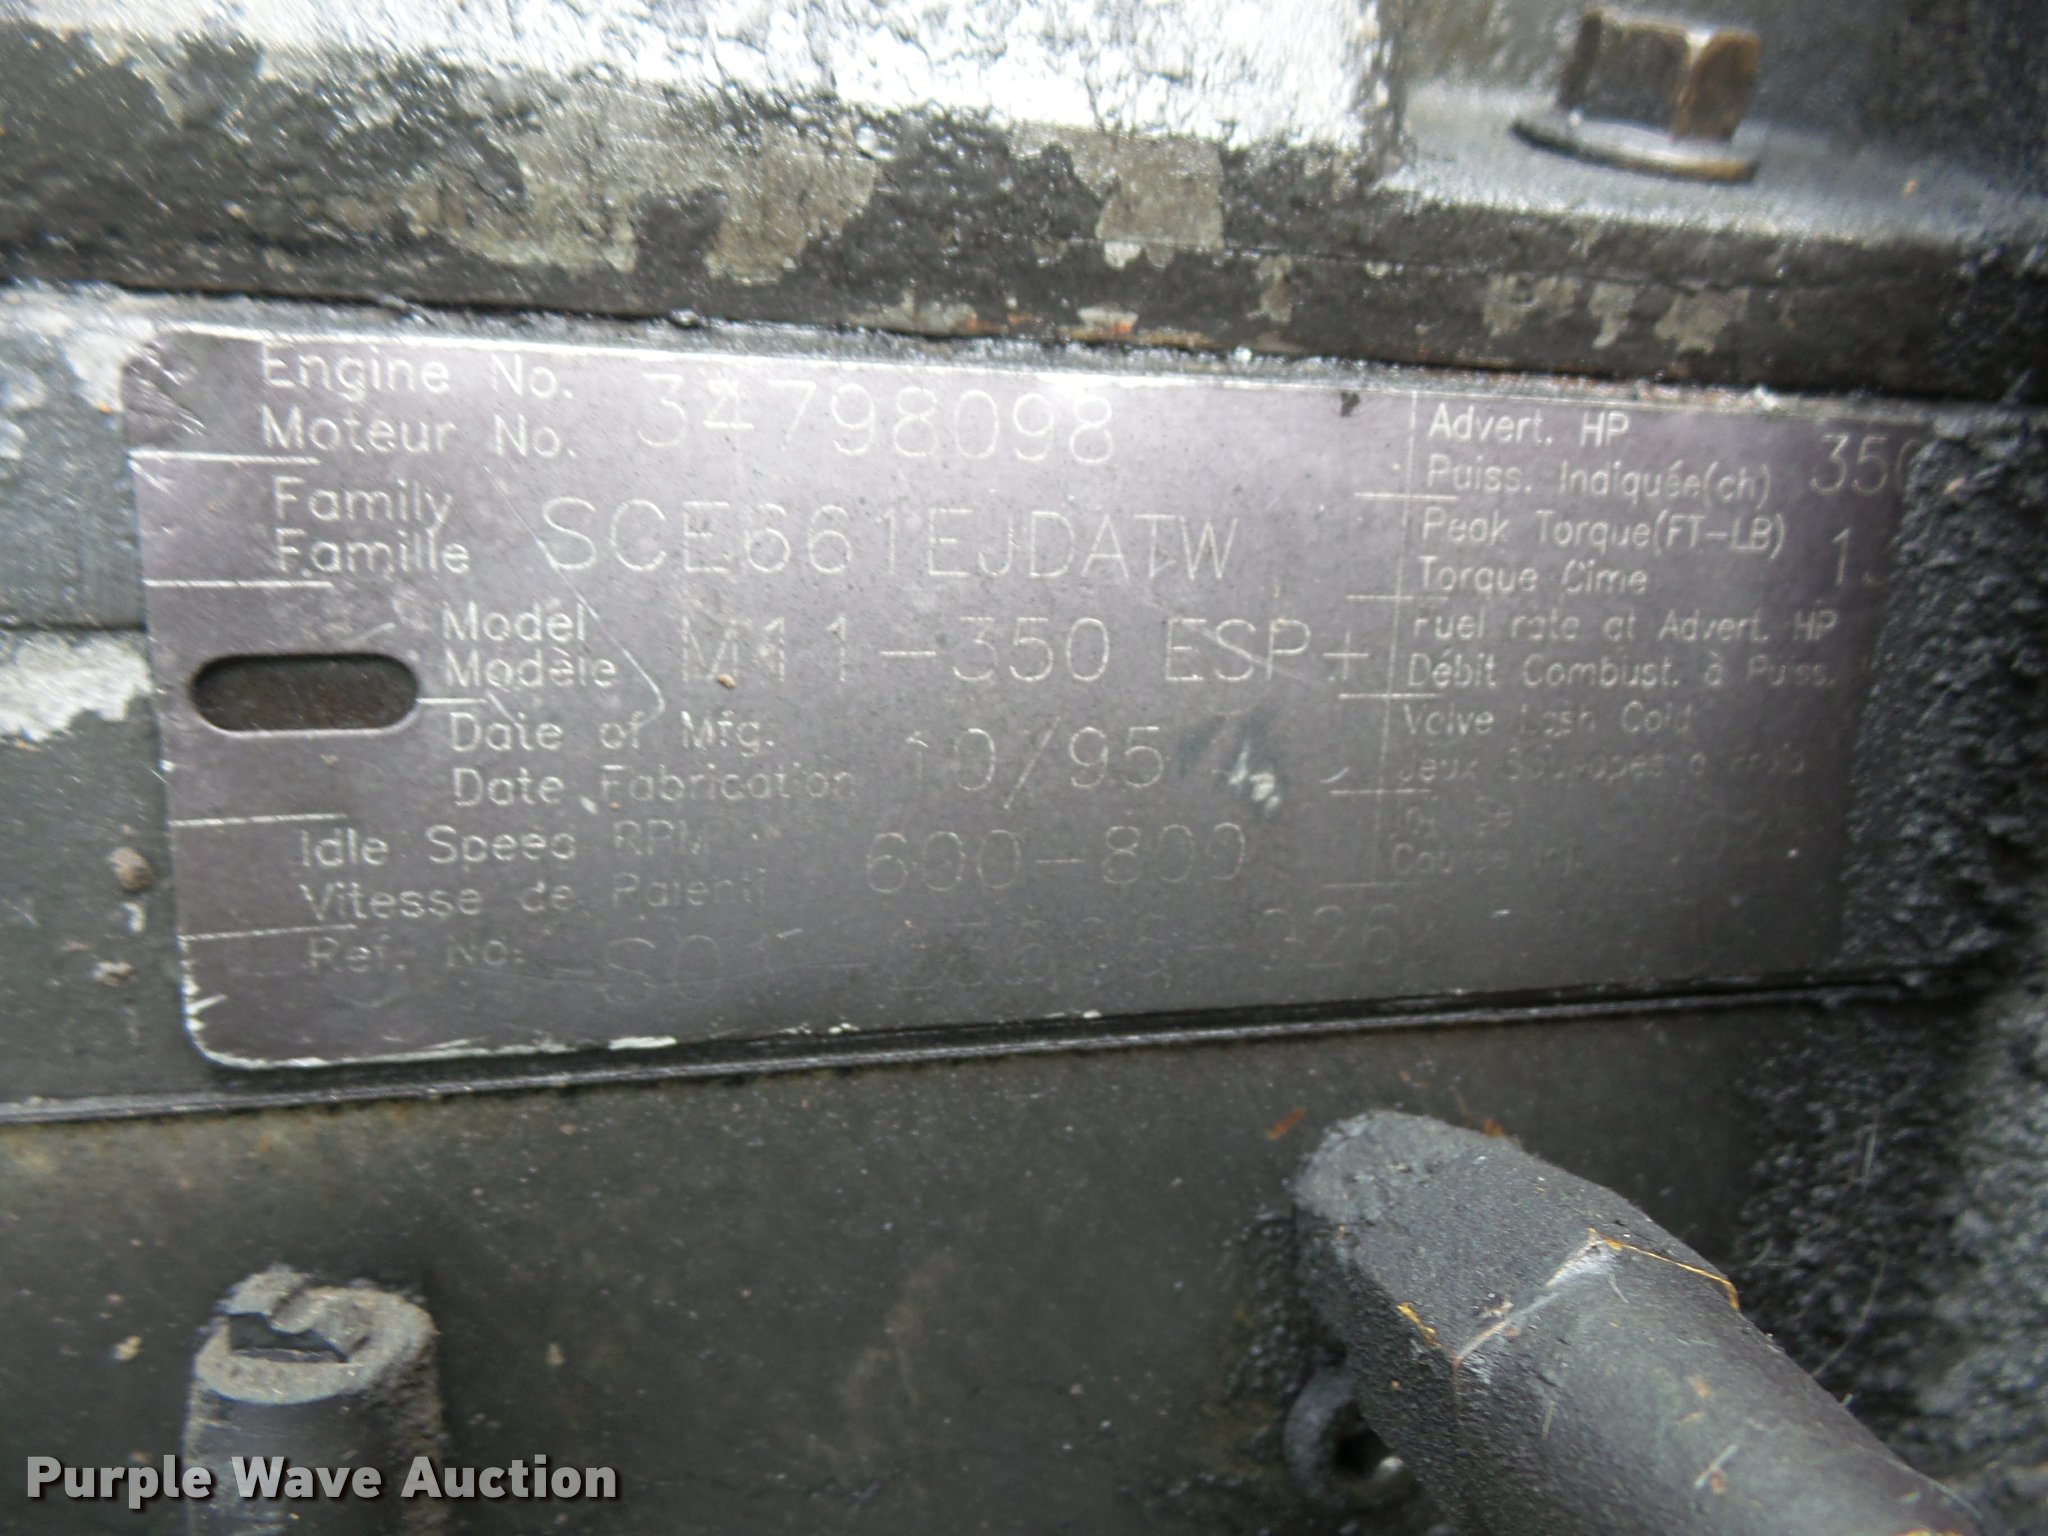 Engine No.
Moteur No. 34798098
Family
Famille SCE661EJDATW
Model
Modèle M11-350 ESP+
Date of Mfg.
Date Fabrication 10/95
Idle Speed RPM
Vitesse de 600-800
Ref. No.
Advert. HP
Puiss. Indiquée(ch)
Peak Torque(FT-LB)
Torque Cime
Fuel rate at Advert. HP
Débit Combust. à Puiss.
Valve Lash Cold
Purple Wave Auction